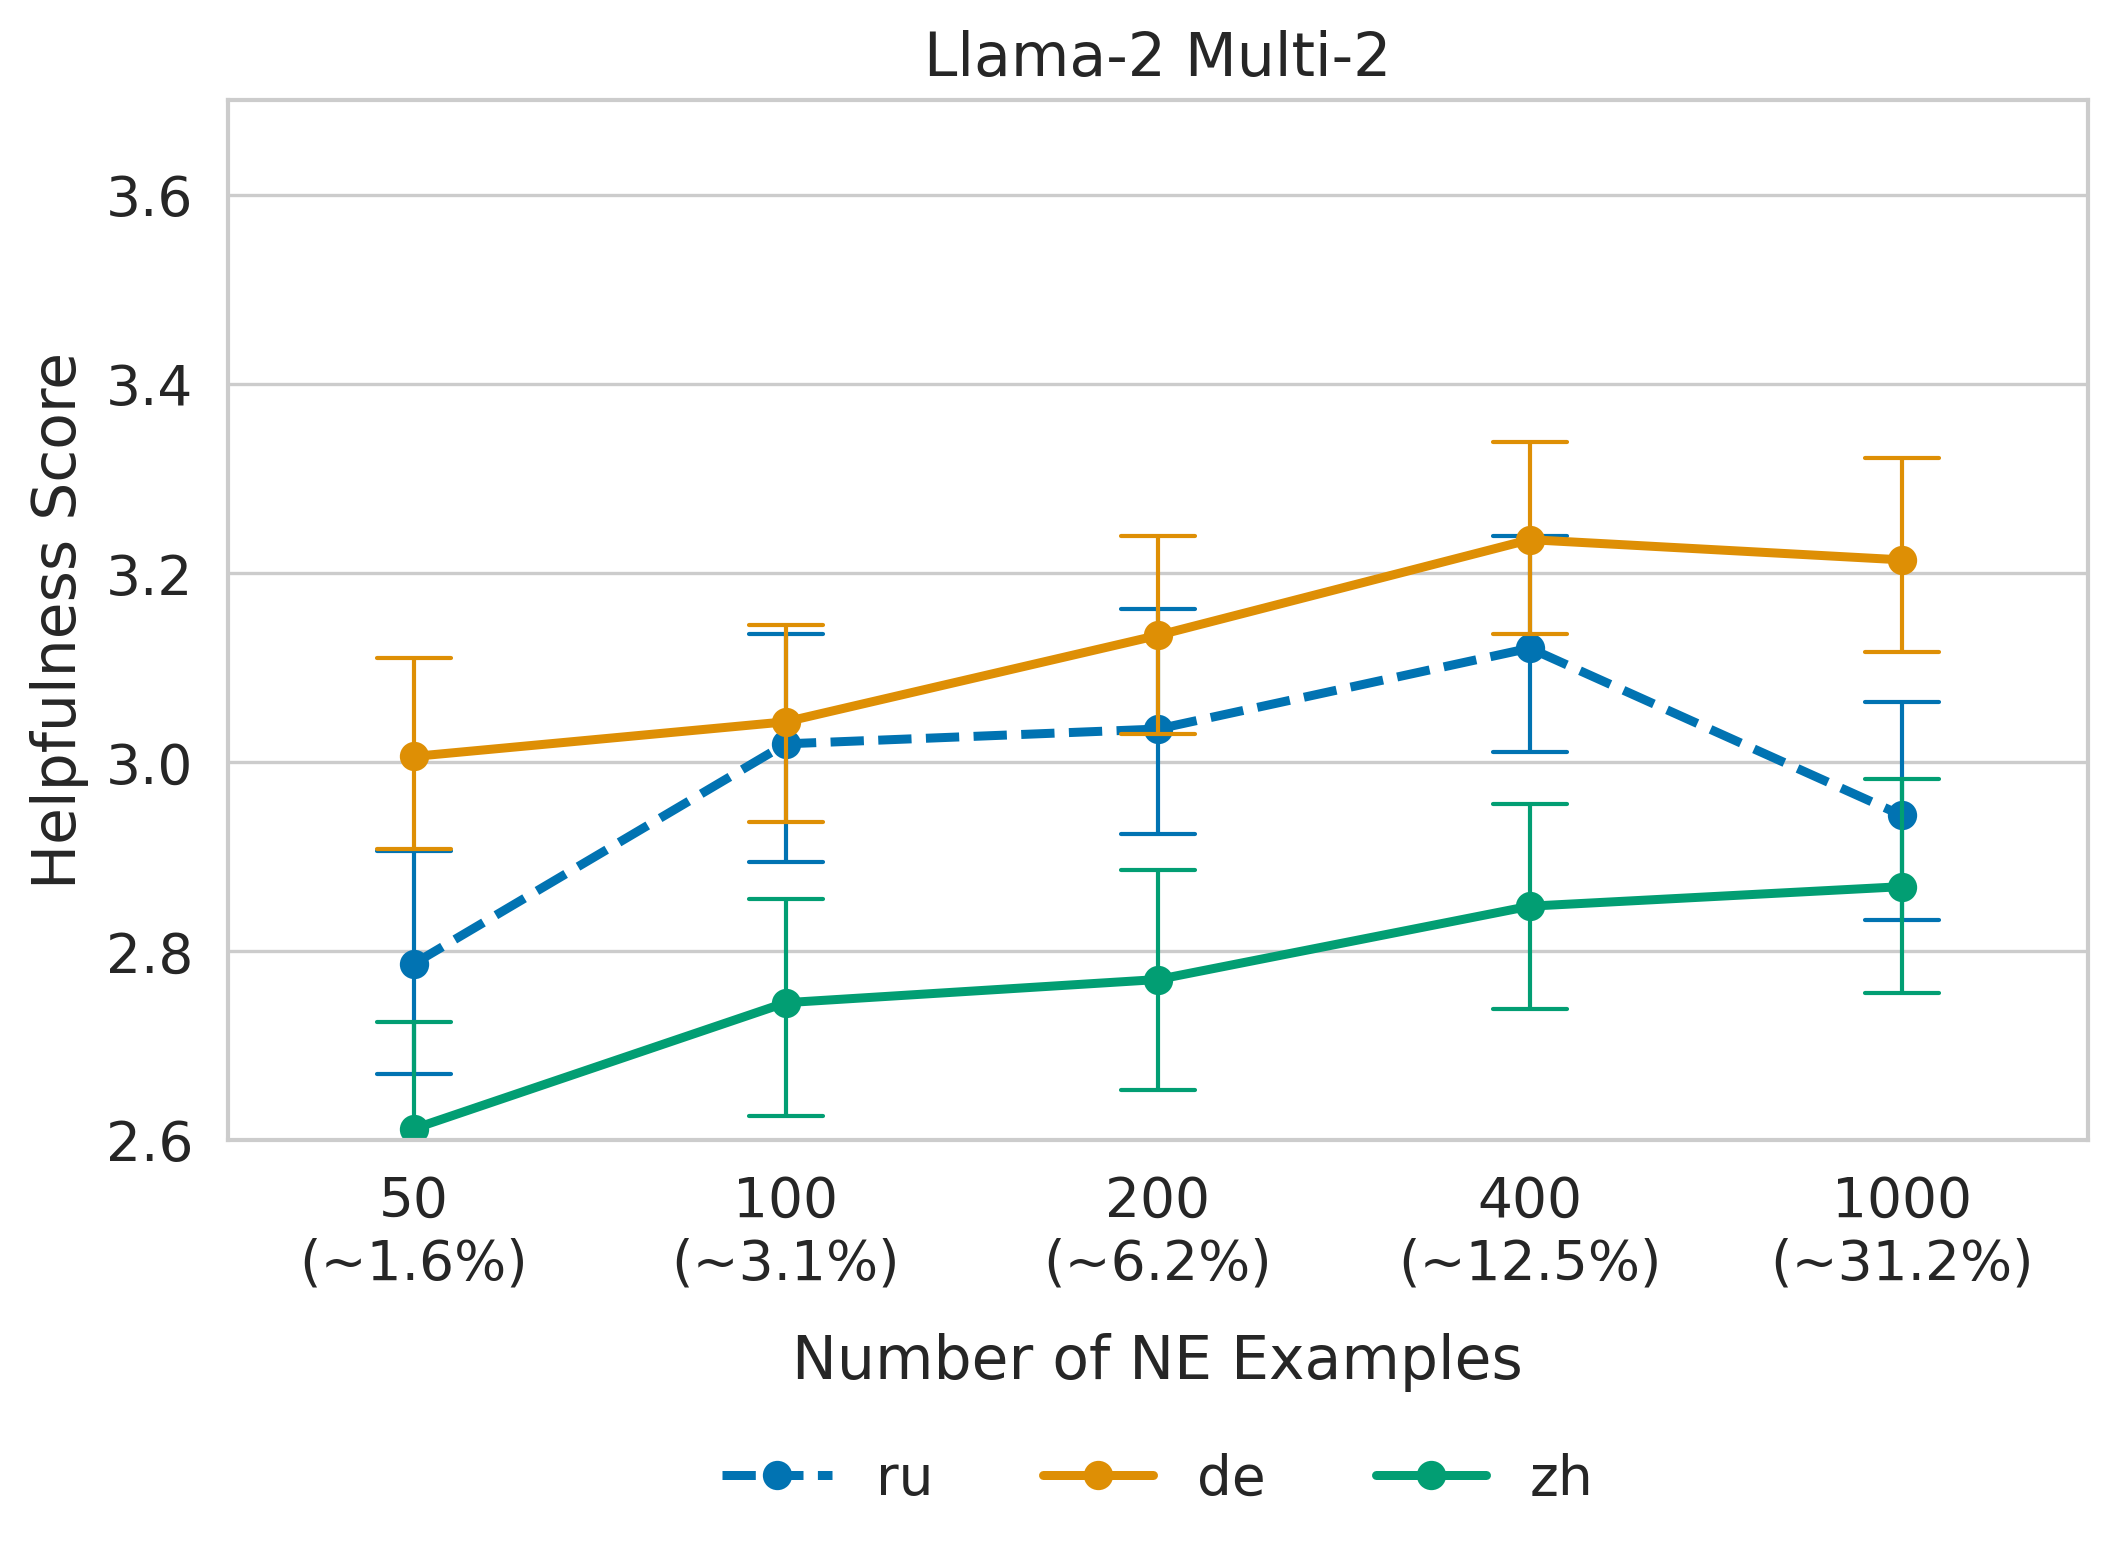 Llama-2 Multi-2
Helpfulness Score
3.6
3.4
3.2
3.0
2.8
2.6
50
(~1.6%)
100
(~3.1%)
200
(~6.2%)
400
(~12.5%)
1000
(~31.2%)
Number of NE Examples
ru
de
zh